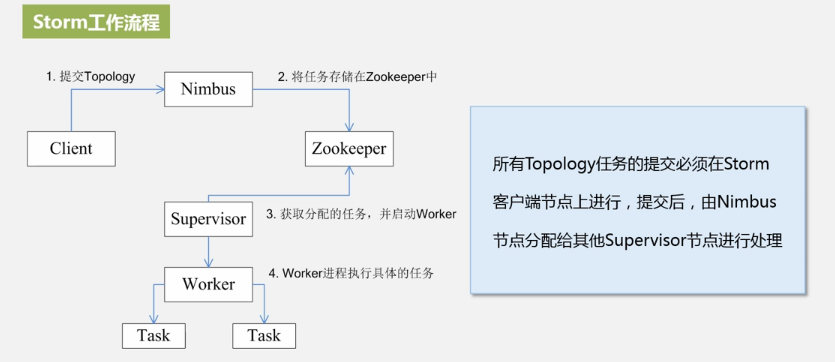 Storm工作流程
1. 提交Topology
2. 将任务存储在Zookeeper中
Nimbus
Client
Zookeeper
Supervisor
3. 获取分配的任务，并启动Worker
Worker
4. Worker进程执行具体的任务
Task
Task
所有Topology任务的提交必须在Storm
客户端节点上进行，提交后，由Nimbus
节点分配给其他Supervisor节点进行处理